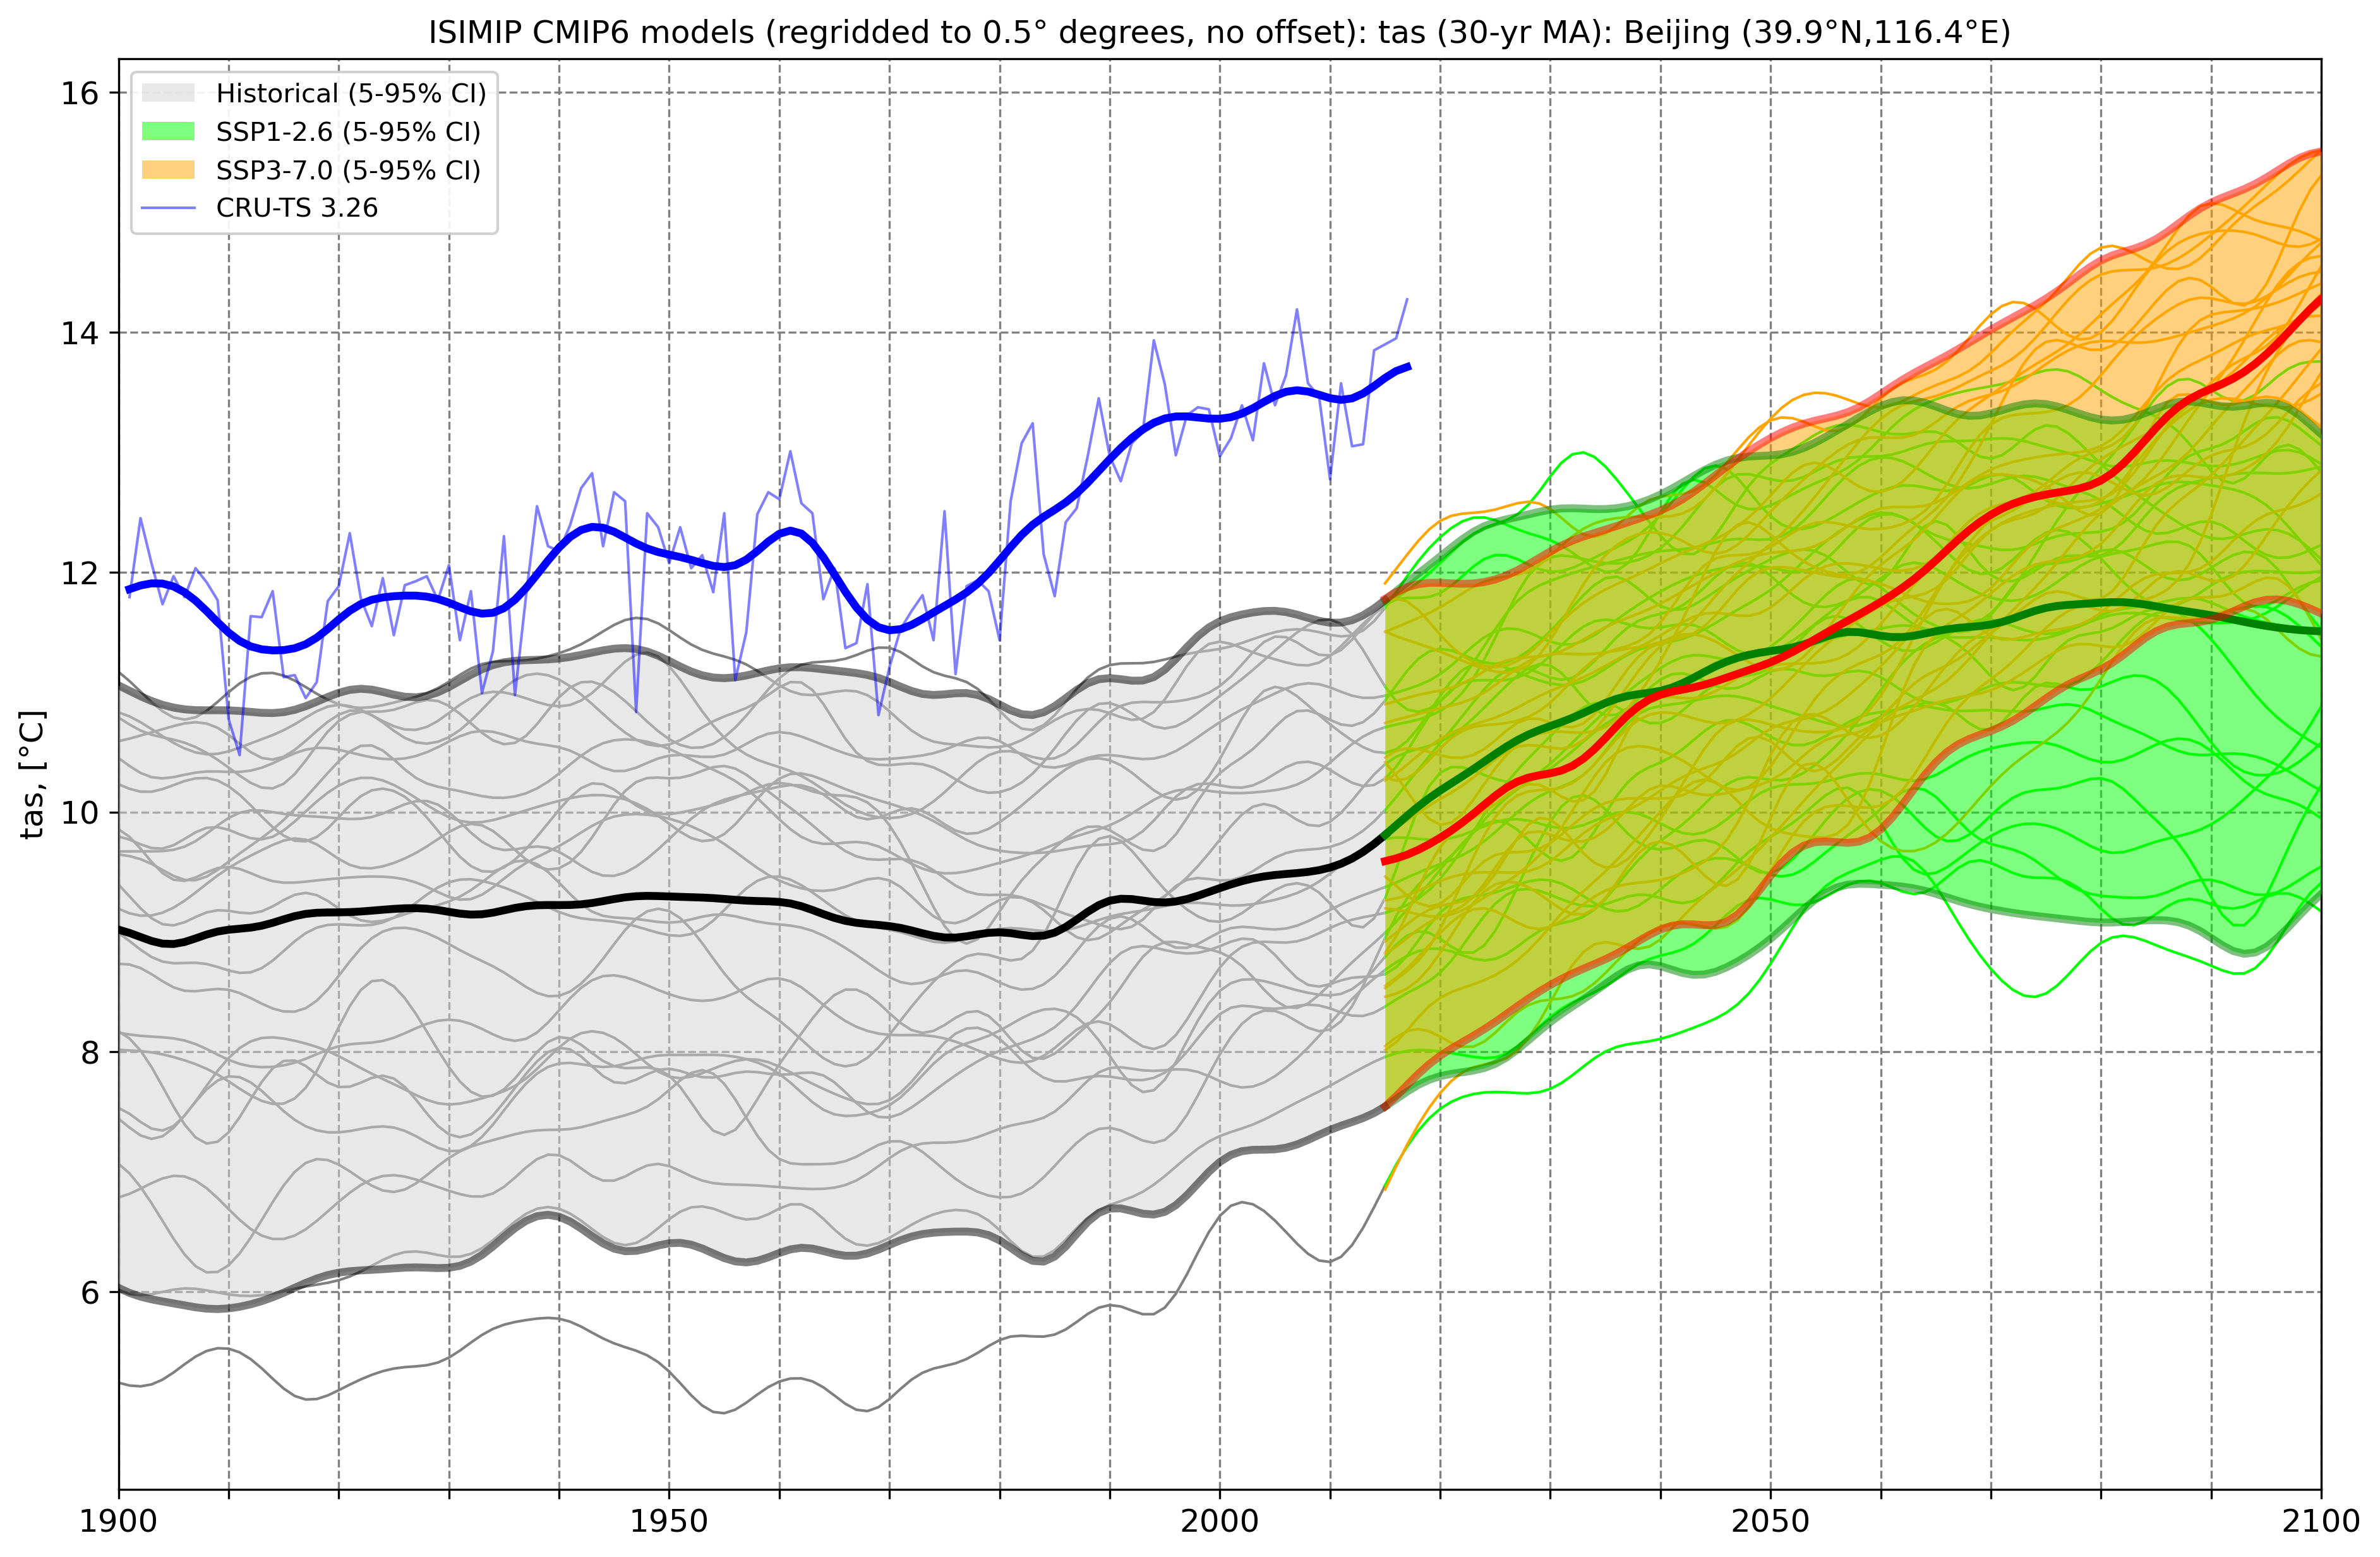 ISIMIP CMIP6 models (regridded to 0.5° degrees, no offset): tas (30-yr MA): Beijing (39.9°N,116.4°E)
Historical (5-95% CI)
SSP1-2.6 (5-95% CI)
SSP3-7.0 (5-95% CI)
CRU-TS 3.26
tas, [°C]
16
14
12
10
8
6
1900
1950
2000
2050
2100